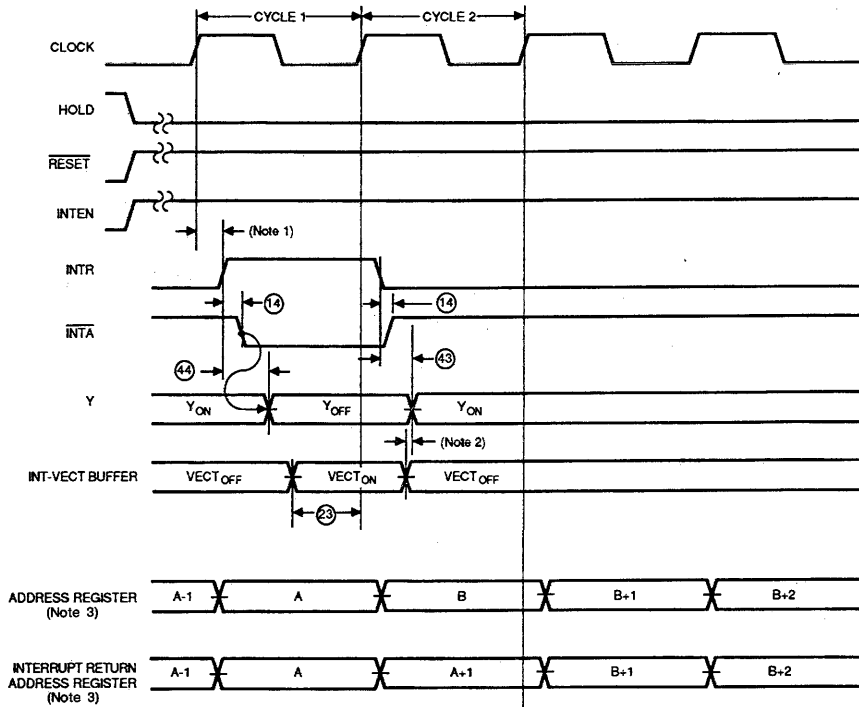 CYCLE 1 CYCLE 2
CLOCK
HOLD
RESET
INTEN
(Note 1)
INTR
14 14
INTA
44 43
Y
YON YOFF YON
(Note 2)
INT-VECT BUFFER
VECTOFF VECTON VECTOFF
23
ADDRESS REGISTER
(Note 3)
A-1 A B B+1 B+2
INTERRUPT RETURN
ADDRESS REGISTER
(Note 3)
A-1 A A+1 B+1 B+2